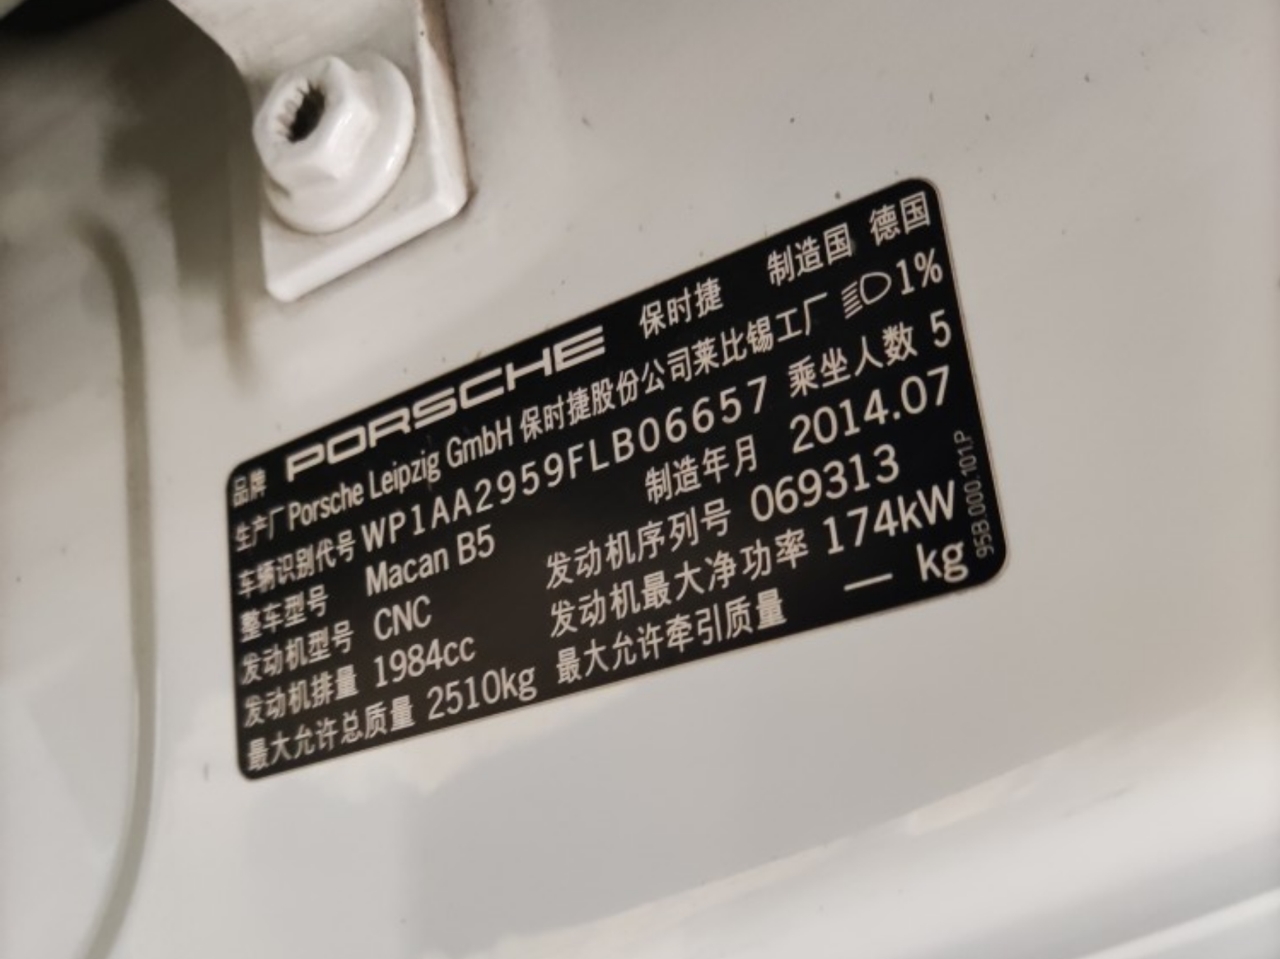 品牌 PORSCHE 保时捷 制造国 德国
生产厂 Porsche Leipzig GmbH 保时捷股份公司莱比锡工厂 1%
车辆识别代号 WP1AA2959FLB06657 乘坐人数 5
整车型号 Macan B5 制造年月 2014.07
发动机型号 CNC 发动机序列号 069313
发动机排量 1984cc 发动机最大净功率 174kW
最大允许总质量 2510kg 最大允许牵引质量 — kg
95B.000.101.P